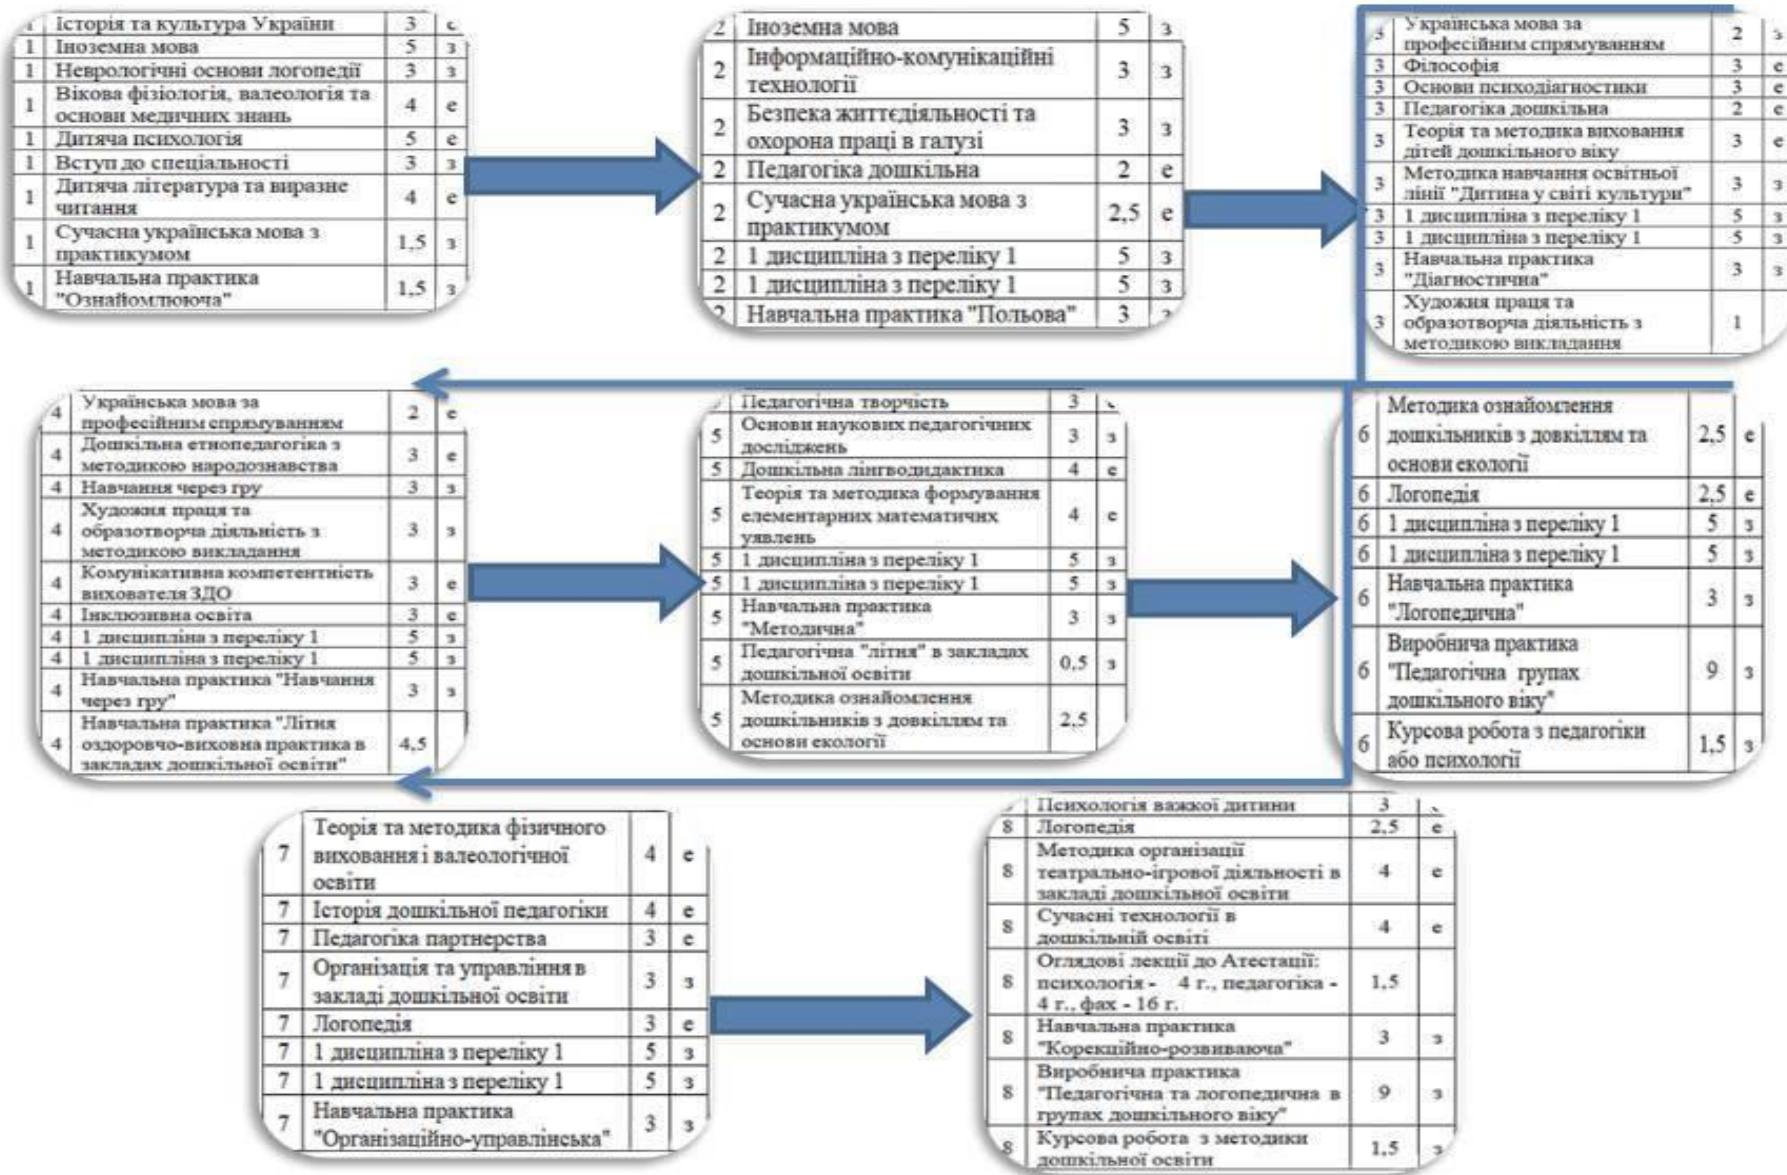 1 Історія та культура України 3 е
1 Іноземна мова 5 з
1 Неврологічні основи логопедії 3 з
1 Вікова фізіологія, валеологія та
основи медичних знань 4 е
1 Дитяча психологія 5 е
1 Вступ до спеціальності 3 з
1 Дитяча література та виразне
читання 4 е
1 Сучасна українська мова з
практикумом 1,5 з
1 Навчальна практика
"Ознайомлююча" 1,5 з
2 Іноземна мова 5 з
2 Інформаційно-комунікаційні
технології 3 з
2 Безпека життєдіяльності та
охорона праці в галузі 3 з
2 Педагогіка дошкільна 2 е
2 Сучасна українська мова з
практикумом 2,5 е
2 1 дисципліна з переліку 1 5 з
2 1 дисципліна з переліку 1 5 з
2 Навчальна практика "Польова" 3 з
3 Українська мова за
професійним спрямуванням 2 з
3 Філософія 3 е
3 Основи психодіагностики 3 е
3 Педагогіка дошкільна 2 е
3 Теорія та методика виховання
дітей дошкільного віку 3 е
3 Методика навчання освітньої
лінії "Дитина у світі культури" 3 з
3 1 дисципліна з переліку 1 5 з
3 1 дисципліна з переліку 1 5 з
3 Навчальна практика
"Діагностична" 3 з
3 Художня праця та
образотворча діяльність з
методикою викладання 1
4 Українська мова за
професійним спрямуванням 2 е
4 Дошкільна етнопедагогіка з
методикою народознавства 3 е
4 Навчання через гру 3 з
4 Художня праця та
образотворча діяльність з
методикою викладання 3 з
4 Комунікативна компетентність
вихователя ЗДО 3 е
4 Інклюзивна освіта 3 е
4 1 дисципліна з переліку 1 5 з
4 1 дисципліна з переліку 1 5 з
4 Навчальна практика "Навчання
через гру" 3 з
4 Навчальна практика "Літня
оздоровчо-виховна практика в
закладах дошкільної освіти" 4,5
Педагогічна творчість 3
5 Основи наукових педагогічних
досліджень 3 з
5 Дошкільна лінгводидактика 4 е
5 Теорія та методика формування
елементарних математичнх
уявлень 4 е
5 1 дисципліна з переліку 1 5 з
5 1 дисципліна з переліку 1 5 з
5 Навчальна практика
"Методична" 3 з
5 Педагогічна "літня" в закладах
дошкільної освіти 0,5 з
5 Методика ознайомлення
дошкільників з довкіллям та
основи екології 2,5
6 Методика ознайомлення
дошкільників з довкіллям та
основи екології 2,5 е
6 Логопедія 2,5 е
6 1 дисципліна з переліку 1 5 з
6 1 дисципліна з переліку 1 5 з
6 Навчальна практика
"Логопедична" 3 з
6 Виробнича практика
"Педагогічна групах
дошкільного віку" 9 з
6 Курсова робота з педагогіки
або психології 1,5 з
7 Теорія та методика фізичного
виховання і валеологічної
освіти 4 е
7 Історія дошкільної педагогіки 4 е
7 Педагогіка партнерства 3 е
7 Організація та управління в
закладі дошкільної освіти 3 з
7 Логопедія 3 е
7 1 дисципліна з переліку 1 5 з
7 1 дисципліна з переліку 1 5 з
7 Навчальна практика
"Організаційно-управлінська" 3 з
Психологія важкої дитини 3
8 Логопедія 2,5 е
8 Методика організації
театрально-ігрової діяльності в
закладі дошкільної освіти 4 е
8 Сучасні технології в
дошкільній освіті 4 е
8 Оглядові лекції до Атестації:
психологія - 4 г., педагогіка -
4 г., фах - 16 г. 1,5
8 Навчальна практика
"Корекційно-розвиваюча" 3 з
8 Виробнича практика
"Педагогічна та логопедична в
групах дошкільного віку" 9 з
8 Курсова робота з методики
дошкільної освіти 1,5 з